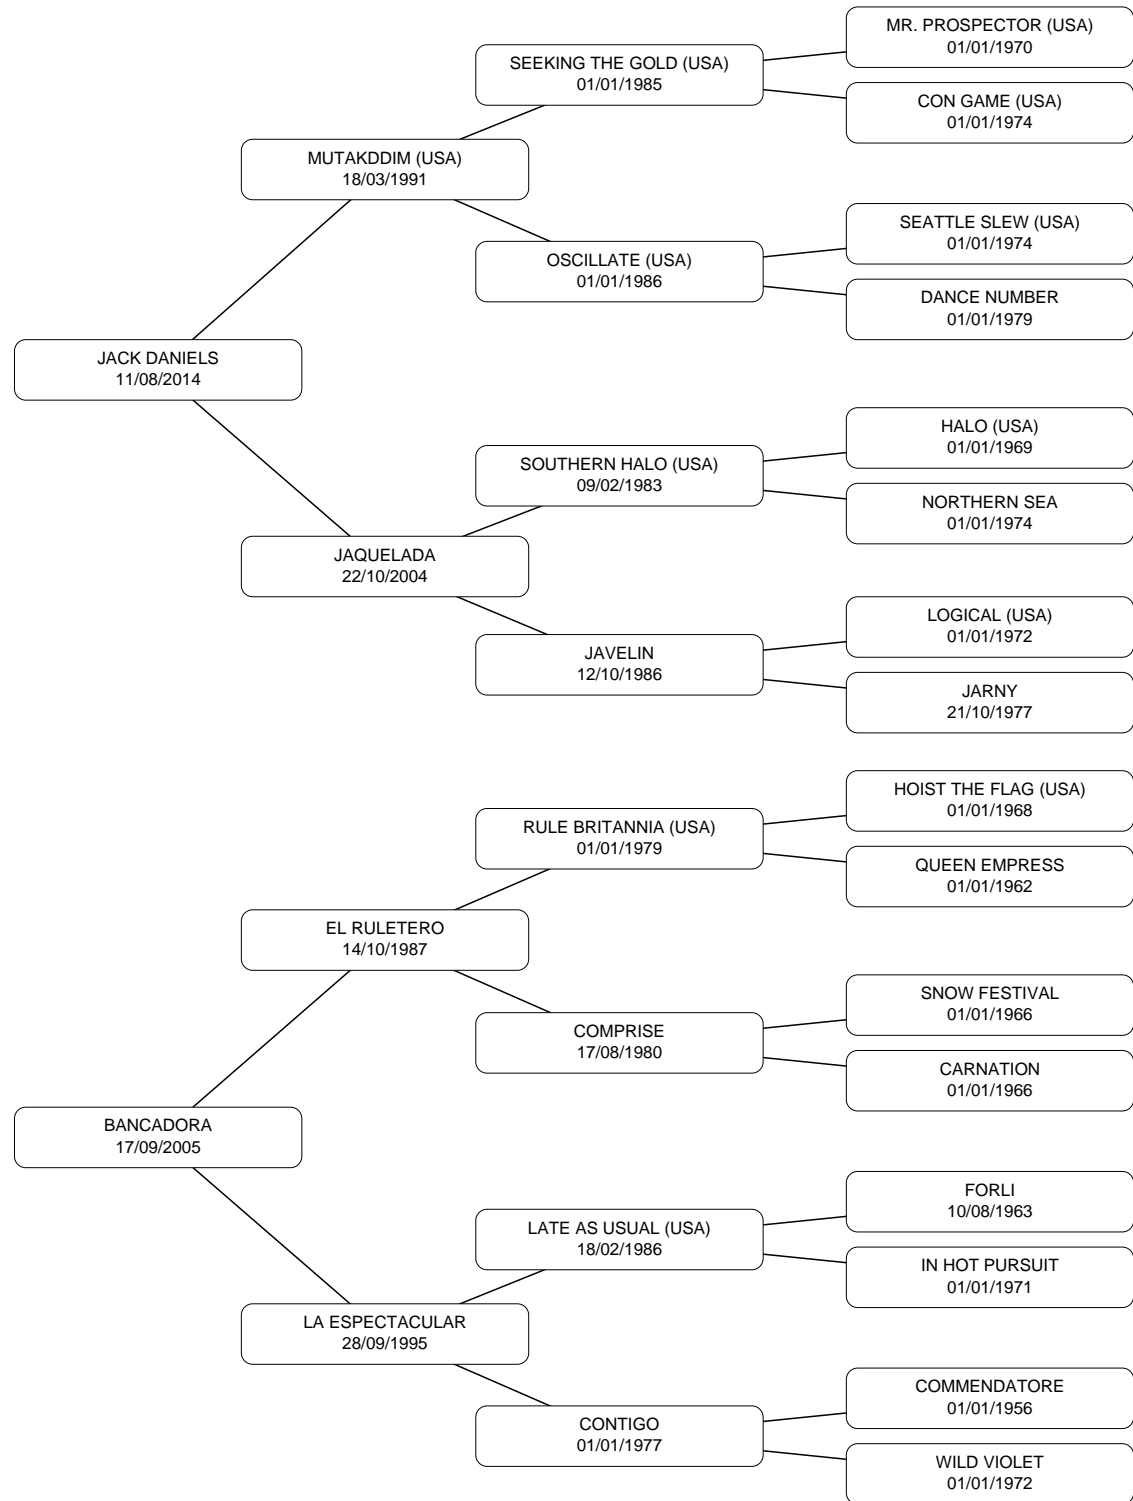 MR. PROSPECTOR (USA)
01/01/1970
SEEKING THE GOLD (USA)
01/01/1985
CON GAME (USA)
01/01/1974
MUTAKDDIM (USA)
18/03/1991
SEATTLE SLEW (USA)
01/01/1974
OSCILLATE (USA)
01/01/1986
DANCE NUMBER
01/01/1979
JACK DANIELS
11/08/2014
HALO (USA)
01/01/1969
SOUTHERN HALO (USA)
09/02/1983
NORTHERN SEA
01/01/1974
JAQUELADA
22/10/2004
LOGICAL (USA)
01/01/1972
JAVELIN
12/10/1986
JARNY
21/10/1977
HOIST THE FLAG (USA)
01/01/1968
RULE BRITANNIA (USA)
01/01/1979
QUEEN EMPRESS
01/01/1962
EL RULETERO
14/10/1987
SNOW FESTIVAL
01/01/1966
COMPRISE
17/08/1980
CARNATION
01/01/1966
BANCADORA
17/09/2005
FORLI
10/08/1963
LATE AS USUAL (USA)
18/02/1986
IN HOT PURSUIT
01/01/1971
LA ESPECTACULAR
28/09/1995
COMMENDATORE
01/01/1956
CONTIGO
01/01/1977
WILD VIOLET
01/01/1972